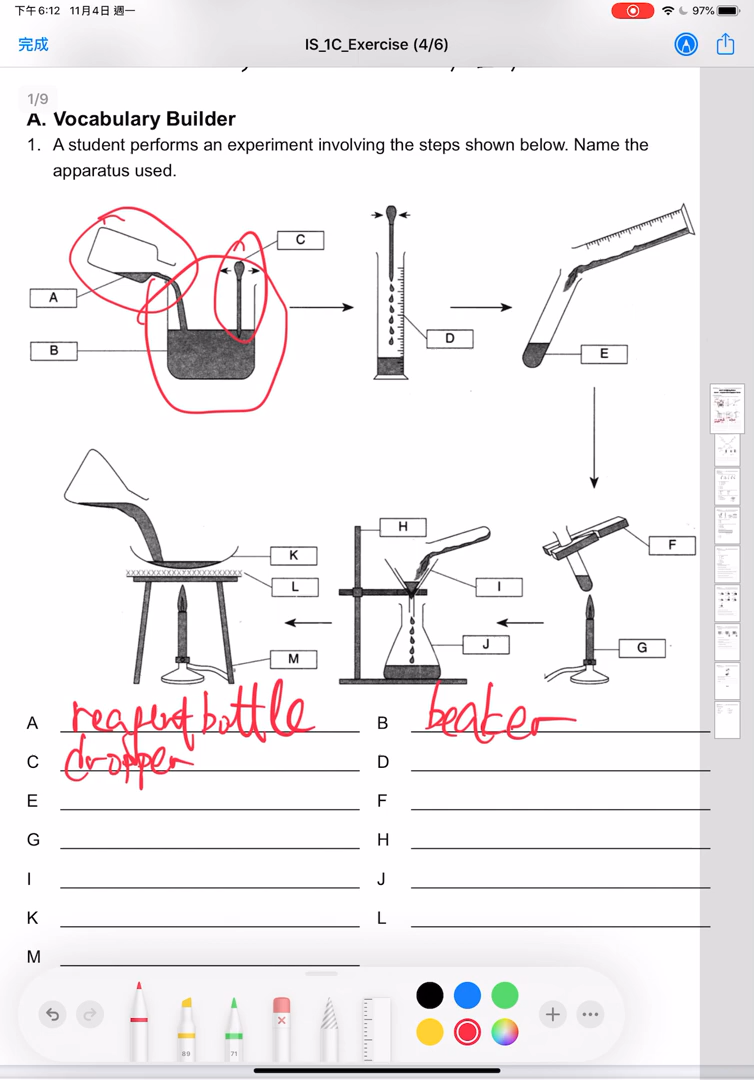 下午6:12 11月4日 週一
97%
完成
IS_1C_Exercise (4/6)
1/9
A. Vocabulary Builder
1. A student performs an experiment involving the steps shown below. Name the
apparatus used.
C
A
B
D
E
H
F
K
L
I
J
G
M
A reagent bottle B beaker
C dropper D
E F
G H
I J
K L
M
89
71